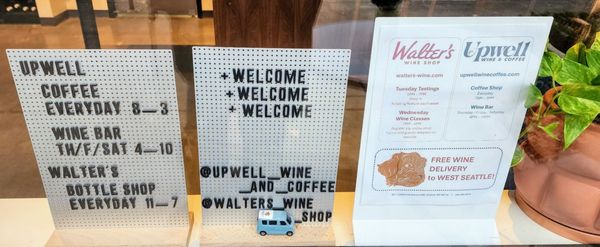 UPWELL
COFFEE
EVERYDAY 8–3
WINE BAR
TH/F/SAT 4–10
WALTER'S
BOTTLE SHOP
EVERYDAY 11–7
+WELCOME
+WELCOME
+WELCOME
@UPWELL_WINE
_AND_COFFEE
@WALTERS_WINE
_SHOP
Walter's
WINE SHOP
walters-wine.com
Tuesday Tastings
Wednesday
Wine Classes
Upwell
WINE & COFFEE
upwellwinecoffee.com
Coffee Shop
Wine Bar
FREE WINE
DELIVERY
to WEST SEATTLE!